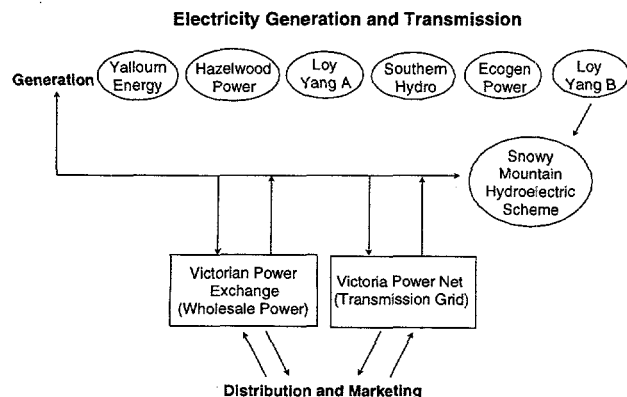 Electricity Generation and Transmission
Generation
Yallourn
Energy
Hazelwood
Power
Loy
Yang A
Southern
Hydro
Ecogen
Power
Loy
Yang B
Snowy
Mountain
Hydroelectric
Scheme
Victorian Power
Exchange
(Wholesale Power)
Victoria Power Net
(Transmission Grid)
Distribution and Marketing